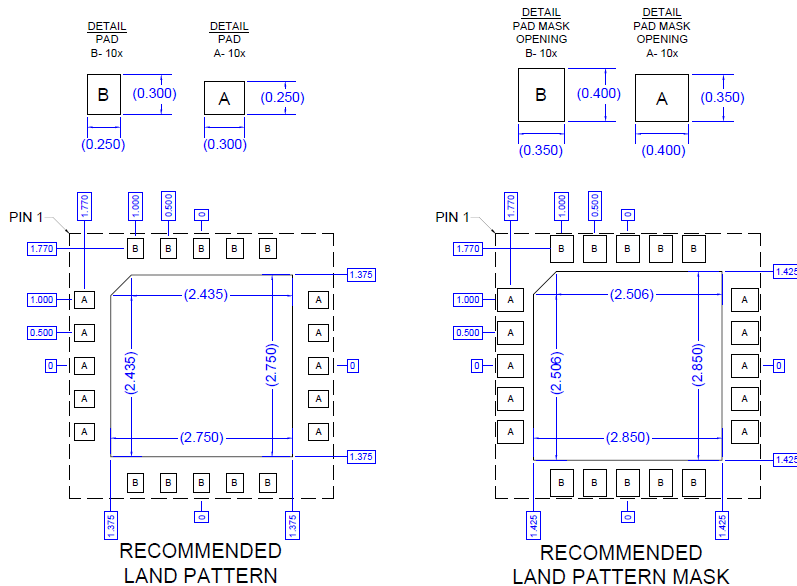 DETAIL
PAD
B- 10x
DETAIL
PAD
A- 10x
DETAIL
PAD MASK
OPENING
B- 10x
DETAIL
PAD MASK
OPENING
A- 10x
B
(0.300)
(0.250)
A
(0.250)
(0.300)
B
(0.400)
(0.350)
A
(0.350)
(0.400)
PIN 1
1.770
1.000
0.500
0
1.770
B B B B B
1.375
1.000
A
(2.435)
A
0.500
A
A
0
A
(2.435)
(2.750)
A
0
A
A
A
(2.750)
A
1.375
B B B B B
1.375
0
1.375
RECOMMENDED
LAND PATTERN
PIN 1
1.770
1.000
0.500
0
1.770
B B B B B
1.425
1.000
A
(2.506)
A
0.500
A
A
0
A
(2.506)
(2.850)
A
0
A
A
A
(2.850)
A
1.425
B B B B B
1.425
0
1.425
RECOMMENDED
LAND PATTERN MASK